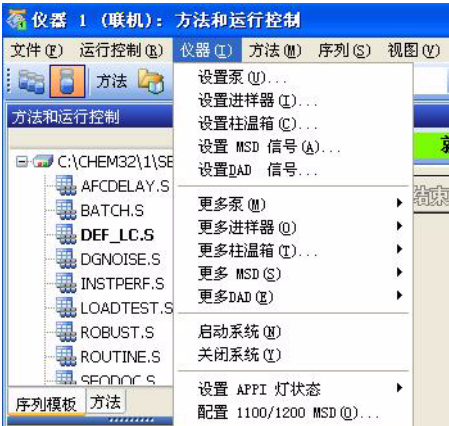 仪器 1 (联机): 方法和运行控制
文件(F) 运行控制(R) 仪器(I) 方法(M) 序列(S) 视图(V)
方法
方法和运行控制
C:\CHEM32\1\SE
AFCDELAY.S
BATCH.S
DEF_LC.S
DGNOISE.S
INSTPERF.S
LOADTEST.S
ROBUST.S
ROUTINE.S
SEQDOC.S
序列模板 方法
设置泵(U)...
设置进样器(I)...
设置柱温箱(C)...
设置 MSD 信号(A)...
设置DAD 信号...
更多泵(M)
更多进样器(O)
更多柱温箱(T)...
更多 MSD(S)
更多DAD(E)
启动系统(N)
关闭系统(Y)
设置 APPI 灯状态
配置 1100/1200 MSD(O)...
结束